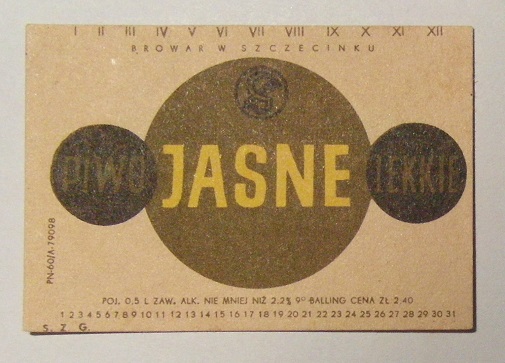 I II III IV V VI VII VIII IX X XI XII
BROWAR W SZCZECINKU
PIWO JASNE LEKKIE
PN-60/A-79098
POJ. 0,5 L ZAW. ALK. NIE MNIEJ NIŻ 2,2% 9° BALLING CENA ZŁ 2.40
1 2 3 4 5 6 7 8 9 10 11 12 13 14 15 16 17 18 19 20 21 22 23 24 25 26 27 28 29 30 31
S. Z G.